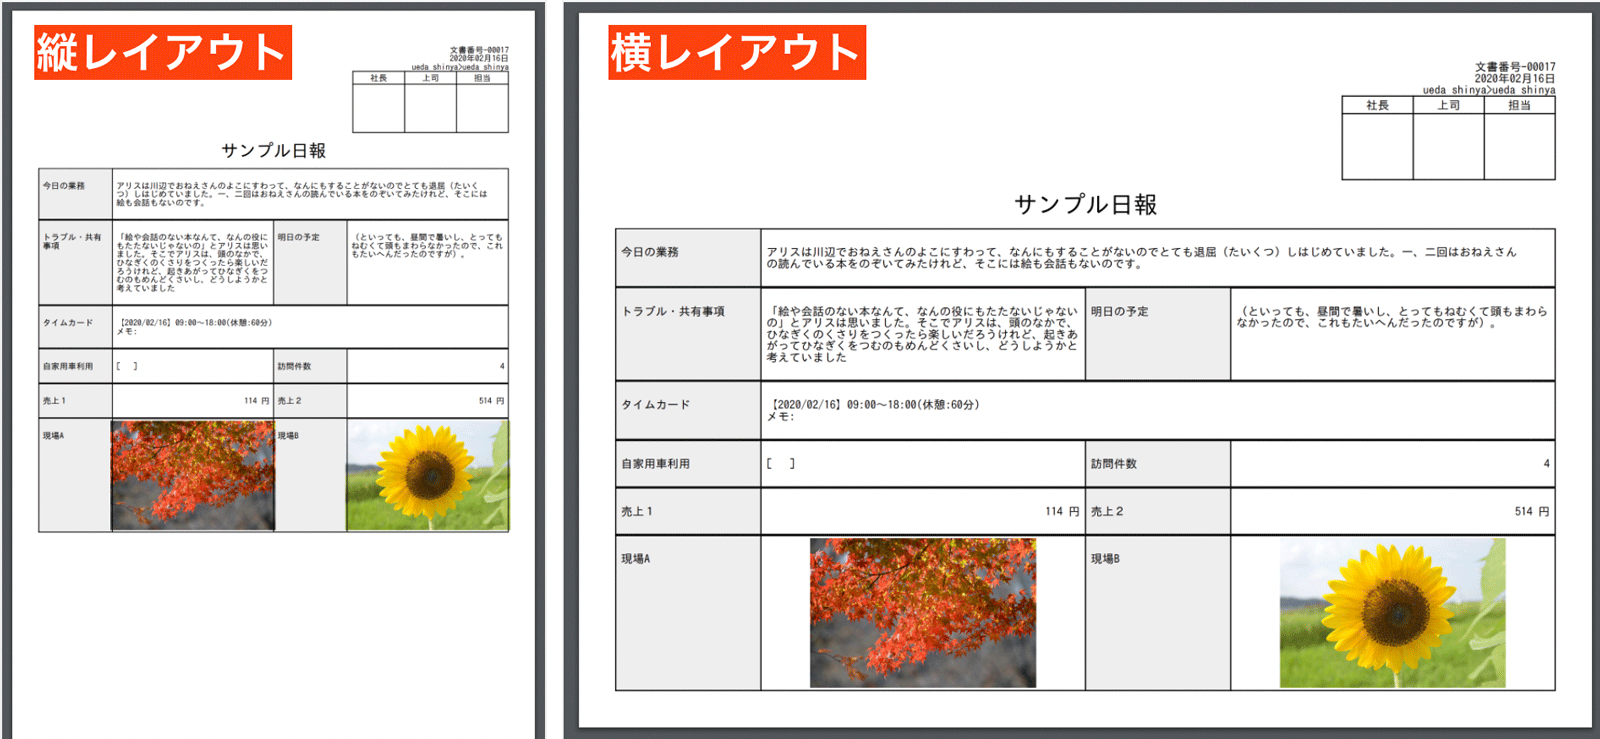 縦レイアウト
文書番号-00017
2020年02月16日
ueda shinya>ueda shinya
社長 上司 担当
サンプル日報
今日の業務
アリスは川辺でおねえさんのよこにすわって、なんにもすることがないのでとても退屈（たいく
つ）しはじめていました。一、二回はおねえさんの読んでいる本をのぞいてみたけれど、そこには
絵も会話もないのです。
トラブル・共有
事項
「絵や会話のない本なんて、なんの役に
もたたないじゃないの」とアリスは思い
ました。そこでアリスは、頭のなかで、
ひなぎくのくさりをつくったら楽しいだ
ろうけれど、起きあがってひなぎくをつ
むのもめんどくさいし、どうしようかと
考えていました
明日の予定
（といっても、昼間で暑いし、とっても
ねむくて頭もまわらなかったので、これ
もたいへんだったのですが）。
タイムカード
【2020/02/16】09:00～18:00(休憩:60分)
メモ:
自家用車利用 [ ] 訪問件数 4
売上１ 114 円 売上２ 514 円
現場A 現場B
横レイアウト
文書番号-00017
2020年02月16日
ueda shinya>ueda shinya
社長 上司 担当
サンプル日報
今日の業務
アリスは川辺でおねえさんのよこにすわって、なんにもすることがないのでとても退屈（たいくつ）しはじめていました。一、二回はおねえさん
の読んでいる本をのぞいてみたけれど、そこには絵も会話もないのです。
トラブル・共有事項
「絵や会話のない本なんて、なんの役にもたたないじゃない
の」とアリスは思いました。そこでアリスは、頭のなかで、
ひなぎくのくさりをつくったら楽しいだろうけれど、起きあ
がってひなぎくをつむのもめんどくさいし、どうしようかと
考えていました
明日の予定
（といっても、昼間で暑いし、とってもねむくて頭もまわら
なかったので、これもたいへんだったのですが）。
タイムカード
【2020/02/16】09:00～18:00(休憩:60分)
メモ:
自家用車利用 [ ] 訪問件数 4
売上１ 114 円 売上２ 514 円
現場A 現場B